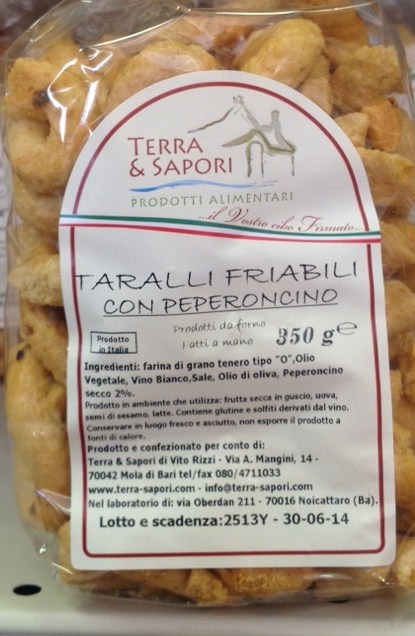 TERRA
& SAPORI
PRODOTTI ALIMENTARI
...il Vostro cibo Firmato...
TARALLI FRIABILI
CON PEPERONCINO
Prodotti da forno
Fatti a mano
350 g e
Prodotto
in Italia
Ingredienti: farina di grano tenero tipo "0",Olio
Vegetale, Vino Bianco,Sale, Olio di oliva, Peperoncino
secco 2%.
Prodotto in ambiente che utilizza: frutta secca in guscio, uova,
semi di sesamo, latte. Contiene glutine e solfiti derivati dal vino.
Conservare in luogo fresco e asciutto, non esporre il prodotto a
fonti di calore.
Prodotto e confezionato per conto di:
Terra & Sapori di Vito Rizzi - Via A. Mangini, 14 -
70042 Mola di Bari tel/fax 080/4711033
www.terra-sapori.com - info@terra-sapori.com
Nel laboratorio di: via Oberdan 211 - 70016 Noicattaro (Ba).
Lotto e scadenza:2513Y - 30-06-14